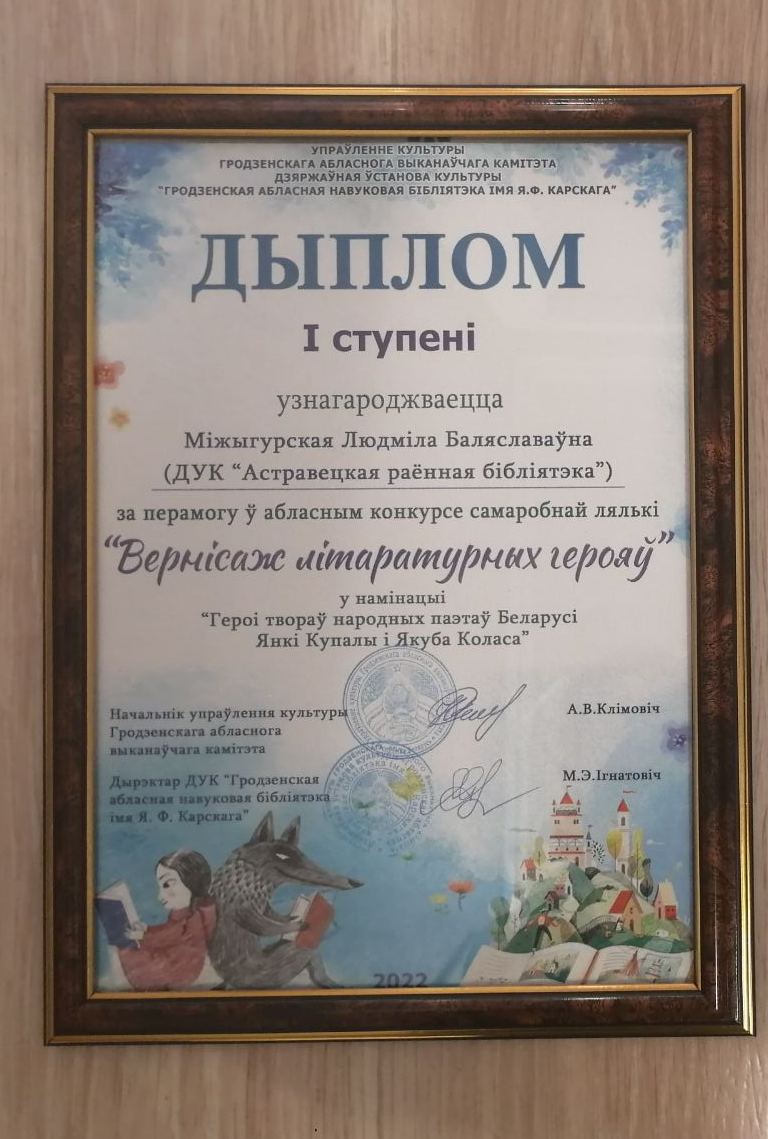 УПРАЎЛЕННЕ КУЛЬТУРЫ
ГРОДЗЕНСКАГА АБЛАСНОГА ВЫКАНАЎЧАГА КАМІТЭТА
ДЗЯРЖАЎНАЯ ЎСТАНОВА КУЛЬТУРЫ
“ГРОДЗЕНСКАЯ АБЛАСНАЯ НАВУКОВАЯ БІБЛІЯТЭКА ІМЯ Я.Ф. КАРСКАГА”
ДЫПЛОМ
І ступені
узнагароджваецца
Міжыгурская Людміла Баляславаўна
(ДУК “Астравецкая раённая бібліятэка”)
за перамогу ў абласным конкурсе самаробнай лялькі
“Вернісаж літаратурных герояў”
у намінацыі
“Героі твораў народных паэтаў Беларусі
Янкі Купалы і Якуба Коласа”
Начальнік упраўлення культуры
Гродзенскага абласнога
выканаўчага камітэта
А.В.Клімовіч
Дырэктар ДУК “Гродзенская
абласная навуковая бібліятэка
імя Я. Ф. Карскага”
М.Э.Ігнатовіч
2022